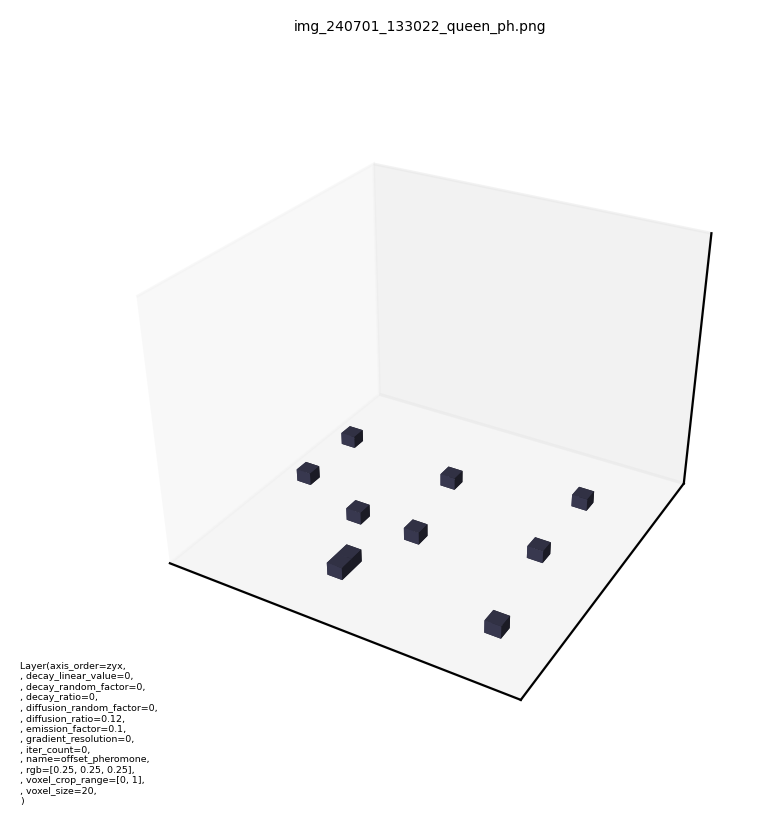 img_240701_133022_queen_ph.png
Layer(axis_order=zyx,
, decay_linear_value=0,
, decay_random_factor=0,
, decay_ratio=0,
, diffusion_random_factor=0,
, diffusion_ratio=0.12,
, emission_factor=0.1,
, gradient_resolution=0,
, iter_count=0,
, name=offset_pheromone,
, rgb=[0.25, 0.25, 0.25],
, voxel_crop_range=[0, 1],
, voxel_size=20,
)